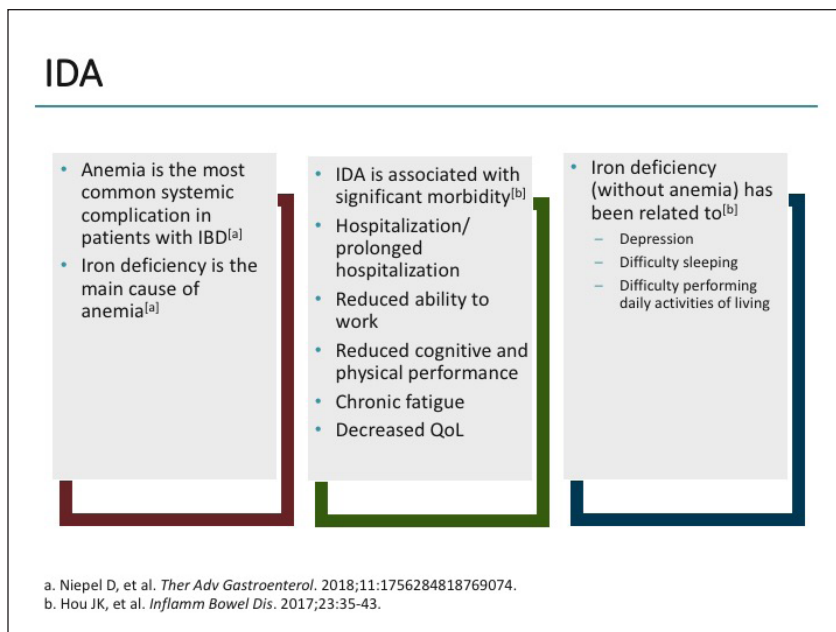 IDA
• Anemia is the most
common systemic
complication in
patients with IBD[a]
• Iron deficiency is the
main cause of
anemia[a]
• IDA is associated with
significant morbidity[b]
• Hospitalization/
prolonged
hospitalization
• Reduced ability to
work
• Reduced cognitive and
physical performance
• Chronic fatigue
• Decreased QoL
• Iron deficiency
(without anemia) has
been related to[b]
– Depression
– Difficulty sleeping
– Difficulty performing
daily activities of living
a. Niepel D, et al. Ther Adv Gastroenterol. 2018;11:1756284818769074.
b. Hou JK, et al. Inflamm Bowel Dis. 2017;23:35-43.